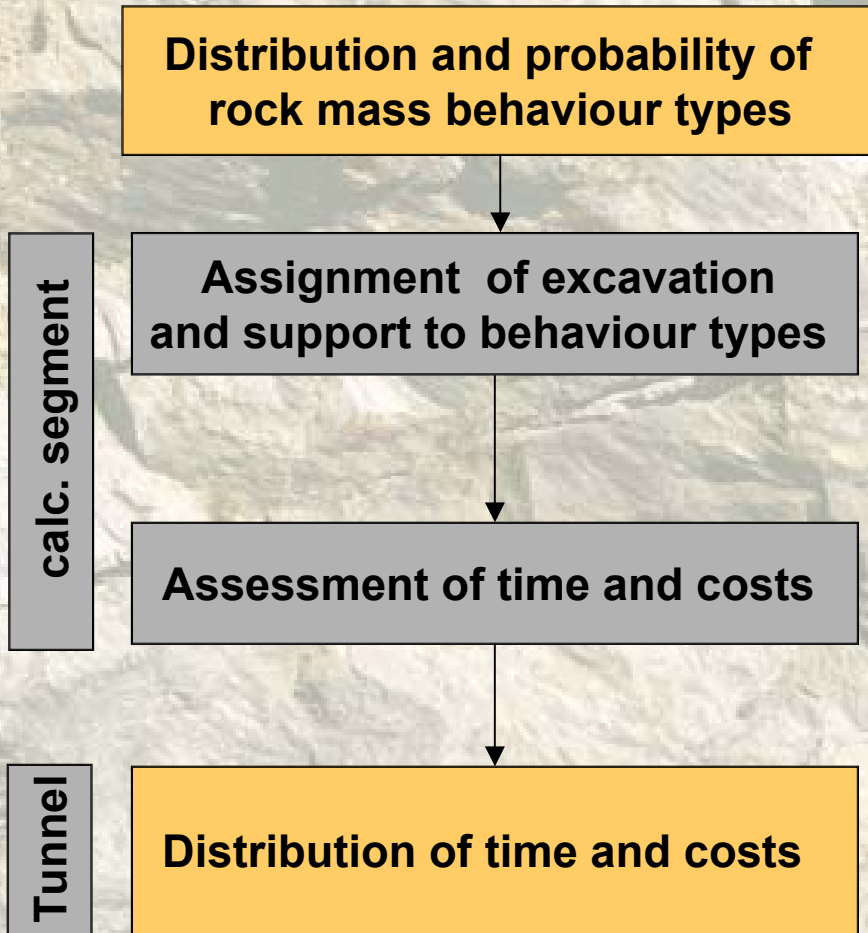 Distribution and probability of
rock mass behaviour types
calc. segment
Assignment of excavation
and support to behaviour types
Assessment of time and costs
Tunnel
Distribution of time and costs